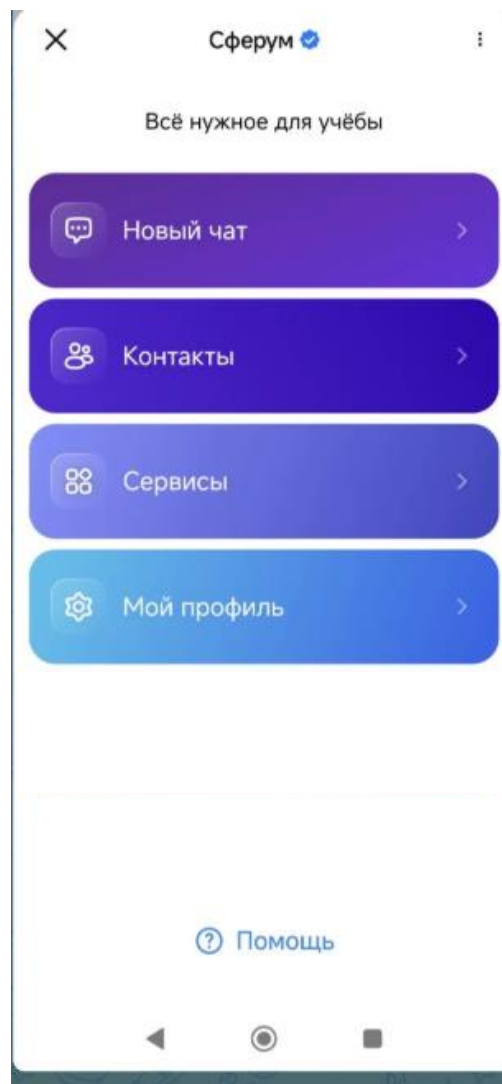 Сферум
Всё нужное для учёбы
Новый чат
Контакты
Сервисы
Мой профиль
Помощь